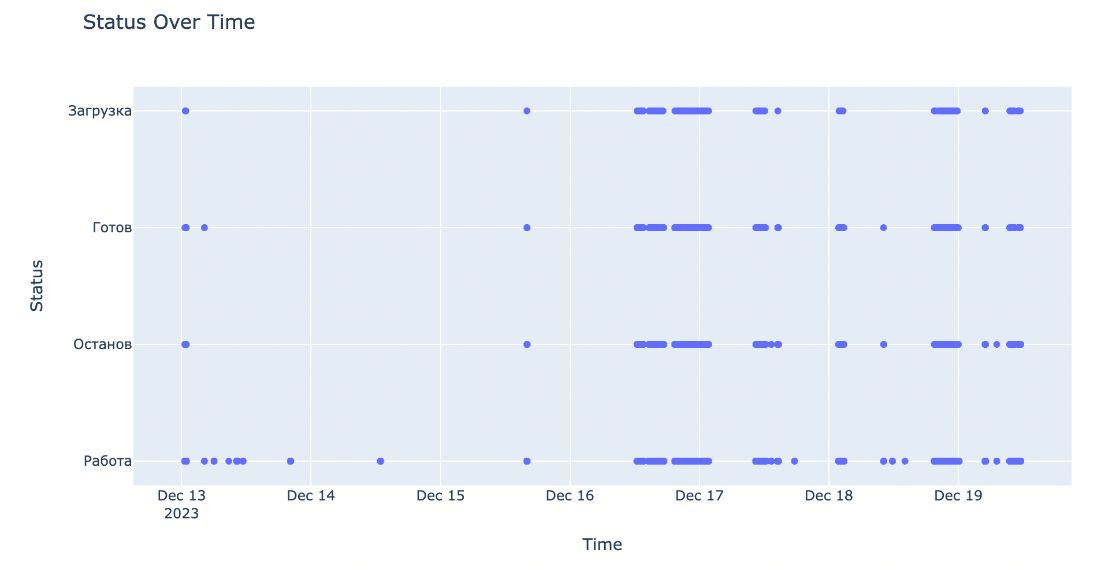 Status Over Time
Загрузка
Готов
Останов
Работа
Status
Dec 13
2023
Dec 14
Dec 15
Dec 16
Dec 17
Dec 18
Dec 19
Time